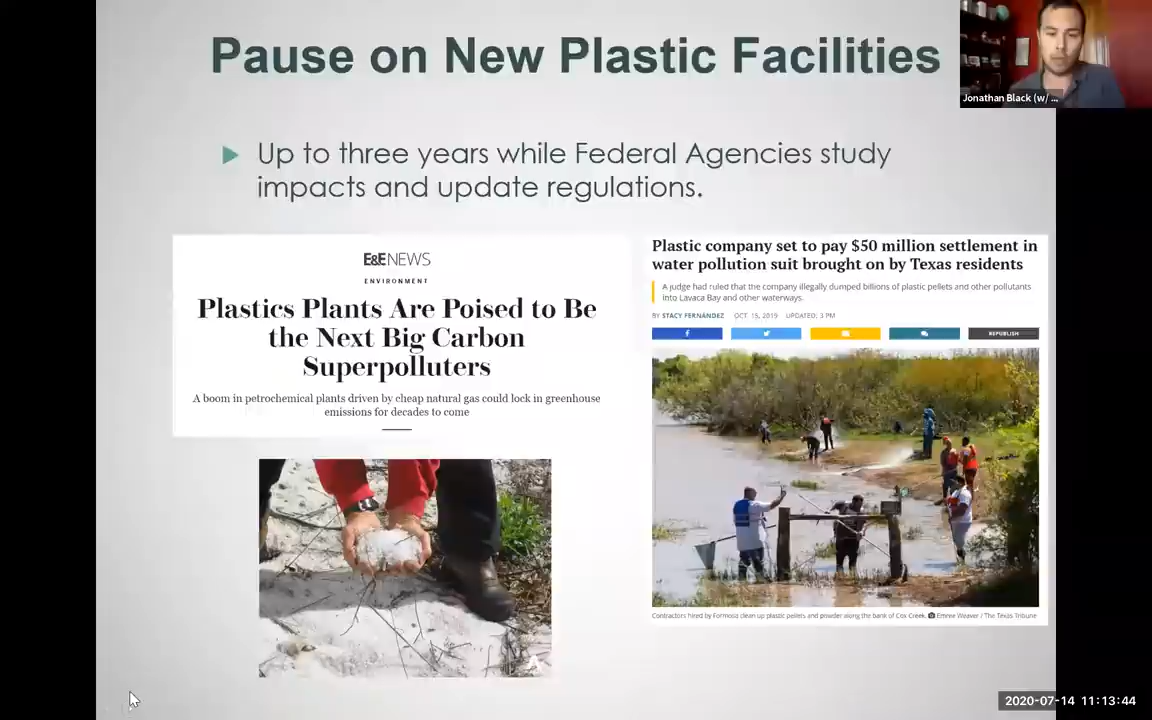 Pause on New Plastic Facilities
Jonathan Black (w/ ...
Up to three years while Federal Agencies study
impacts and update regulations.
E&E NEWS
ENVIRONMENT
Plastics Plants Are Poised to Be
the Next Big Carbon
Superpolluters
A boom in petrochemical plants driven by cheap natural gas could lock in greenhouse
emissions for decades to come
Plastic company set to pay $50 million settlement in
water pollution suit brought on by Texas residents
A judge had ruled that the company illegally dumped billions of plastic pellets and other pollutants
into Lavaca Bay and other waterways.
BY STACY FERNÁNDEZ OCT. 15, 2019 UPDATED: 3 PM
REPUBLISH
Contractors hired by Formosa clean up plastic pellets and powder along the bank of Cox Creek. Emree Weaver / The Texas Tribune
2020-07-14 11:13:44